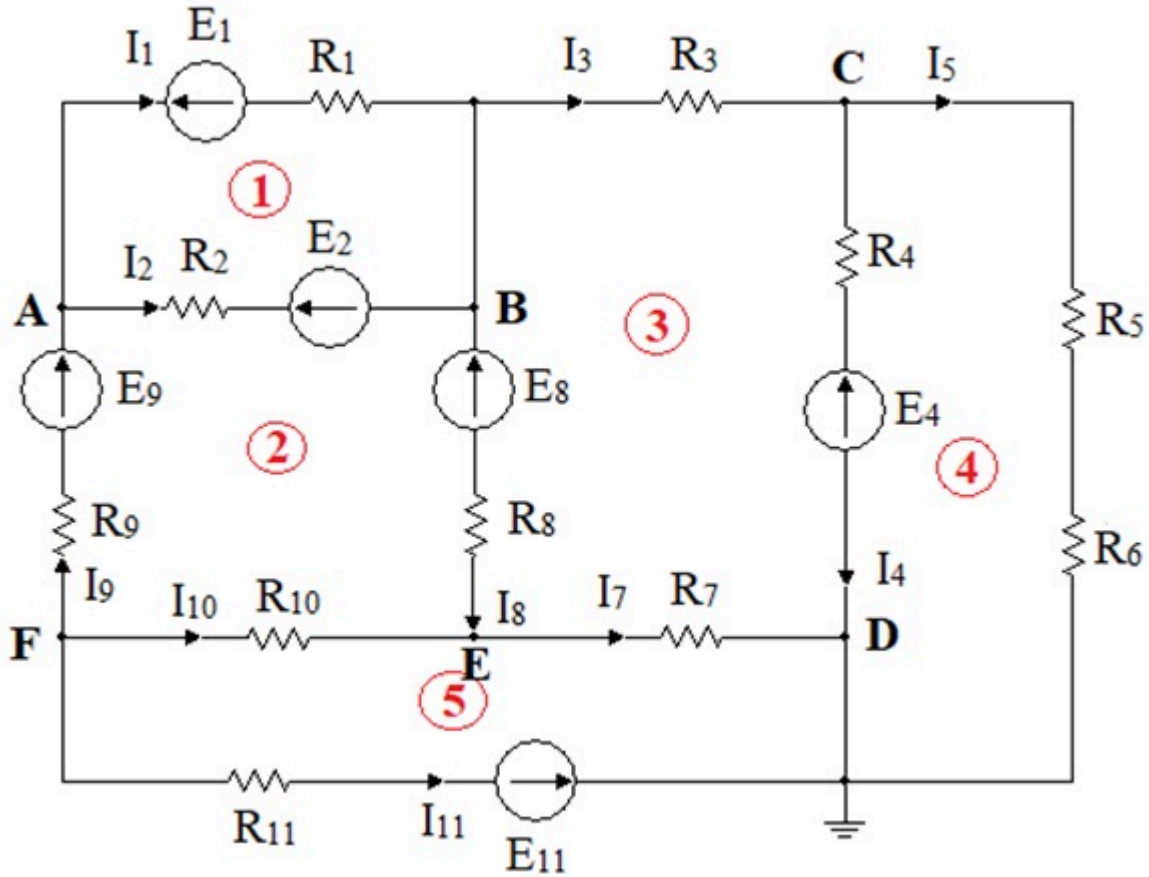 I₁ E₁ R₁ I₃ R₃ C I₅
1
I₂ R₂ E₂
A B R₄ R₅
3
E₉ E₈ E₄
2 4
R₉ R₈ R₆
I₉ I₁₀ R₁₀ I₈ I₇ R₇ I₄
F E D
5
R₁₁ I₁₁ E₁₁